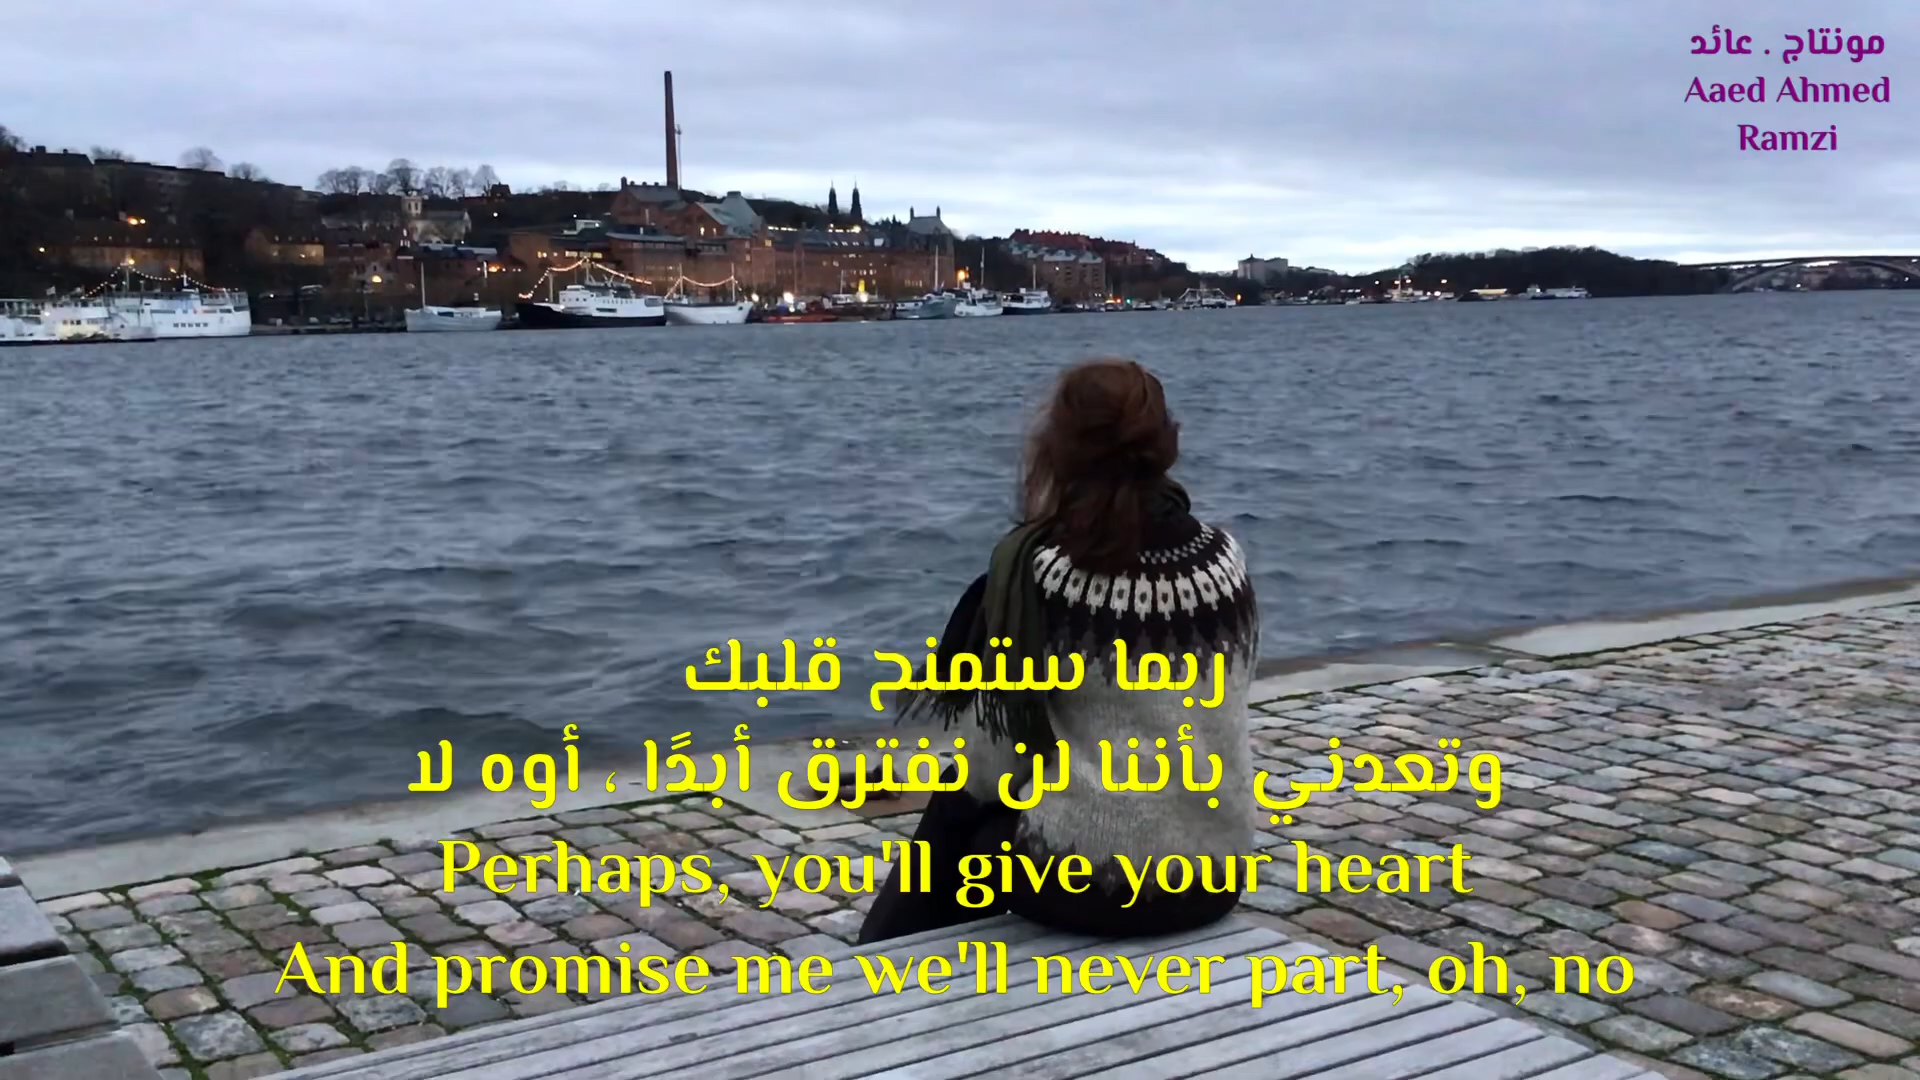 مونتاج . عائد
Aaed Ahmed
Ramzi
ربما ستمنح قلبك
وتعدني بأننا لن نفترق أبدًا ، أوه لا
Perhaps, you'll give your heart
And promise me we'll never part, oh, no